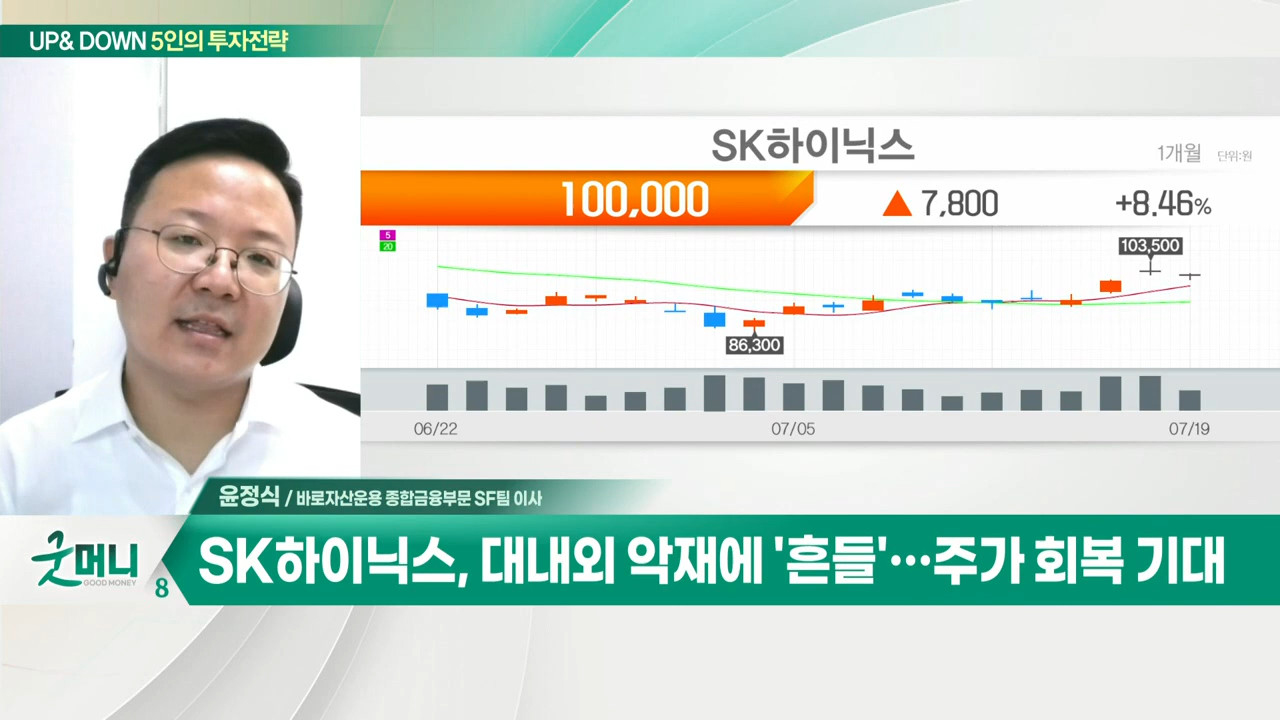 UP& DOWN 5인의 투자전략
SK하이닉스
1개월 단위:원
100,000 ▲ 7,800 +8.46%
5
20
103,500
86,300
06/22 07/05 07/19
윤정식 / 바로자산운용 종합금융부문 SF팀 이사
굿머니
GOOD MONEY
8
SK하이닉스, 대내외 악재에 '흔들'…주가 회복 기대